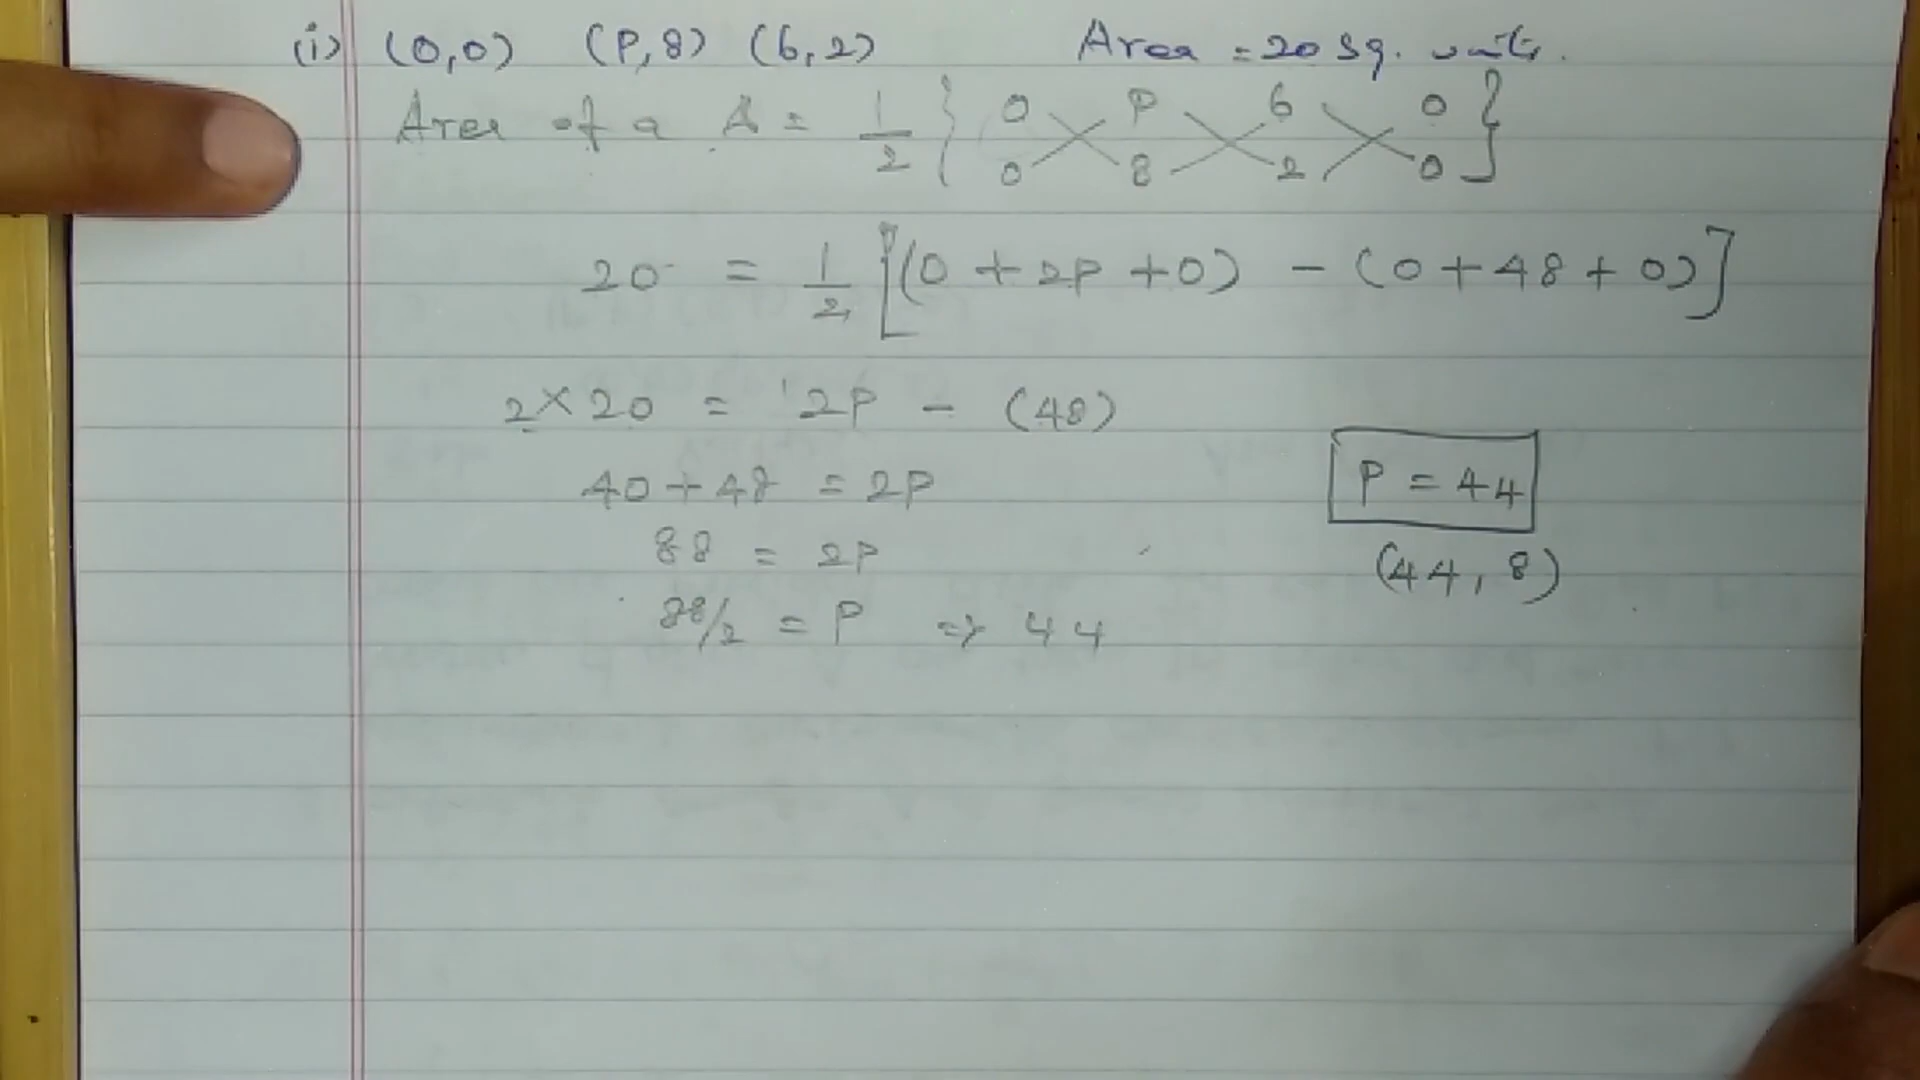 (i) (0,0) (P,8) (6,2) Area = 20 sq. units.
Area of a Δ = 1/2 { 0 P 6 0 }
0 8 2 0
20 = 1/2 [(0 + 2P + 0) - (0 + 48 + 0)]
2 × 20 = 2P - (48)
40 + 48 = 2P
P = 44
88 = 2P
(44, 8)
88/2 = P => 44